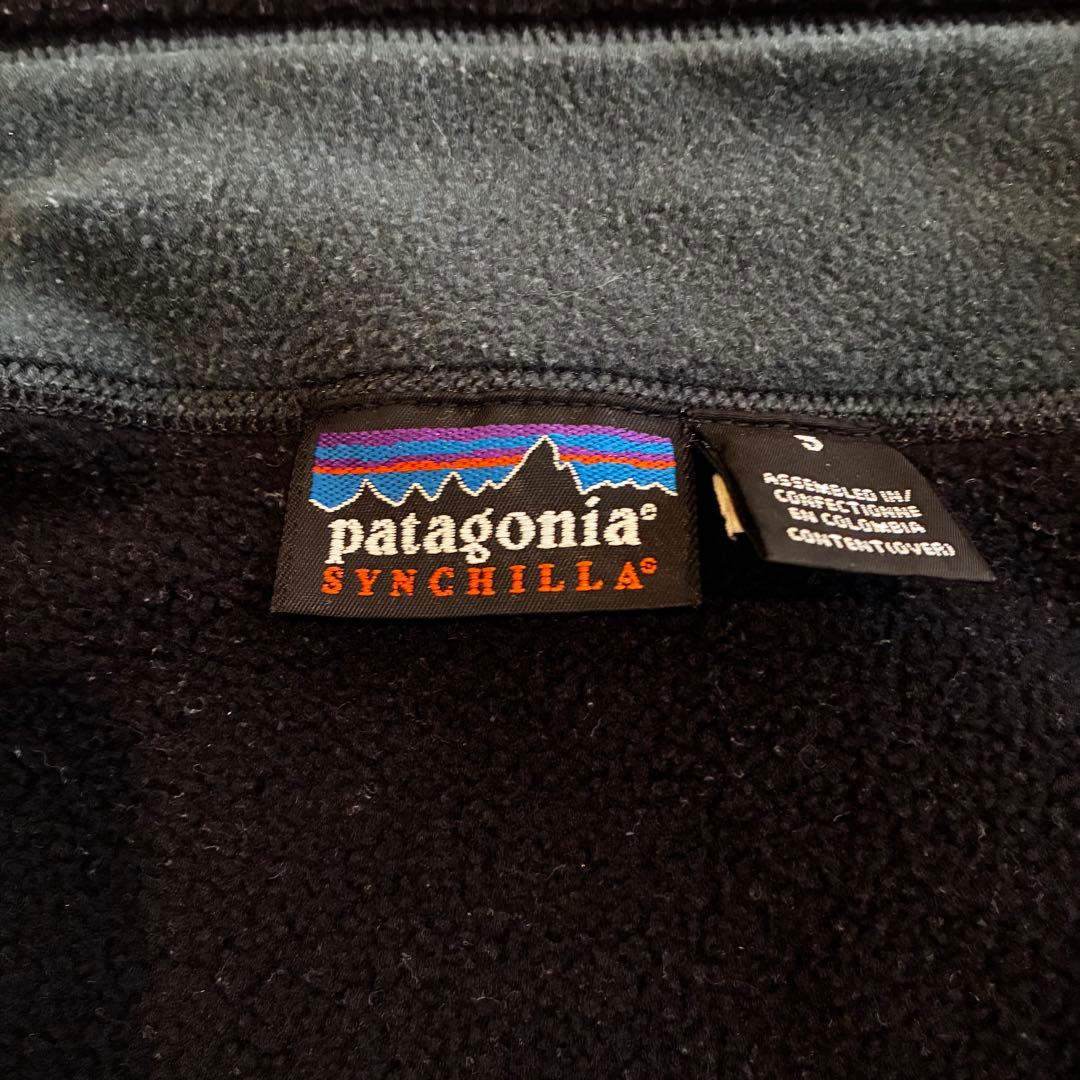 patagonia®
SYNCHILLA®
ASSEMBLED IN/
CONFECTIONNE
EN COLOMBIA
CONTENT(OVER)